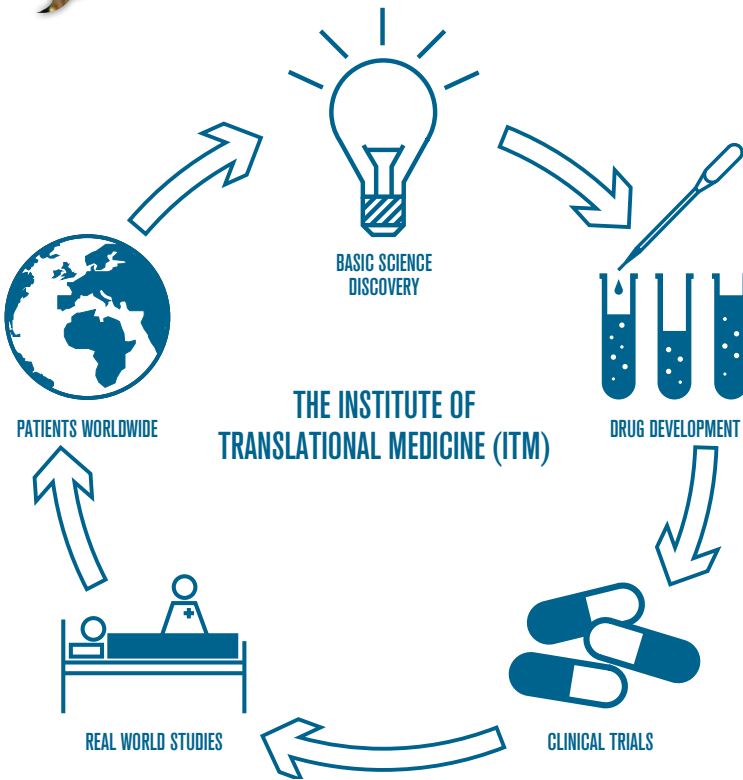 BASIC SCIENCE
DISCOVERY
PATIENTS WORLDWIDE
THE INSTITUTE OF
TRANSLATIONAL MEDICINE (ITM)
DRUG DEVELOPMENT
REAL WORLD STUDIES
CLINICAL TRIALS